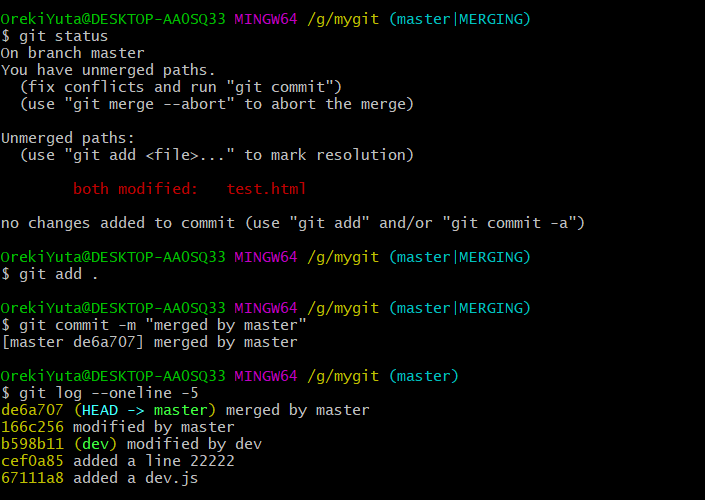 OrekiYuta@DESKTOP-AA0SQ33 MINGW64 /g/mygit (master|MERGING)
$ git status
On branch master
You have unmerged paths.
  (fix conflicts and run "git commit")
  (use "git merge --abort" to abort the merge)

Unmerged paths:
  (use "git add <file>..." to mark resolution)

        both modified:   test.html

no changes added to commit (use "git add" and/or "git commit -a")

OrekiYuta@DESKTOP-AA0SQ33 MINGW64 /g/mygit (master|MERGING)
$ git add .

OrekiYuta@DESKTOP-AA0SQ33 MINGW64 /g/mygit (master|MERGING)
$ git commit -m "merged by master"
[master de6a707] merged by master

OrekiYuta@DESKTOP-AA0SQ33 MINGW64 /g/mygit (master)
$ git log --oneline -5
de6a707 (HEAD -> master) merged by master
166c256 modified by master
b598b11 (dev) modified by dev
cef0a85 added a line 22222
67111a8 added a dev.js